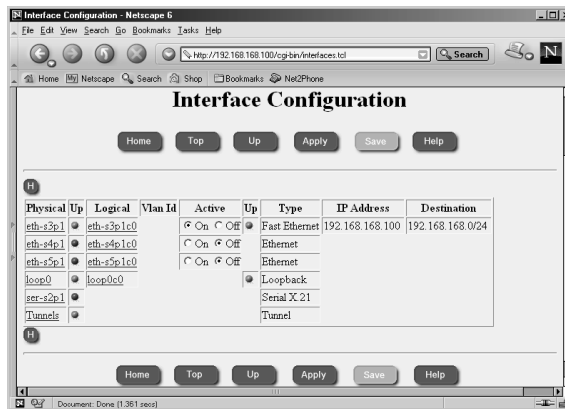 Interface Configuration - Netscape 6
File Edit View Search Go Bookmarks Tasks Help
http://192.168.168.100/cgi-bin/interfaces.tcl Search N
Home My Netscape Search Shop Bookmarks Net2Phone
Interface Configuration
Home Top Up Apply Save Help
H
Physical Up Logical Vlan Id Active Up Type IP Address Destination
eth-s3p1 eth-s3p1c0 On Off Fast Ethernet 192.168.168.100 192.168.168.0/24
eth-s4p1 eth-s4p1c0 On Off Ethernet
eth-s5p1 eth-s5p1c0 On Off Ethernet
loop0 loop0c0 Loopback
ser-s2p1 Serial X.21
Tunnels Tunnel
H
Home Top Up Apply Save Help
Document: Done (1.361 secs)